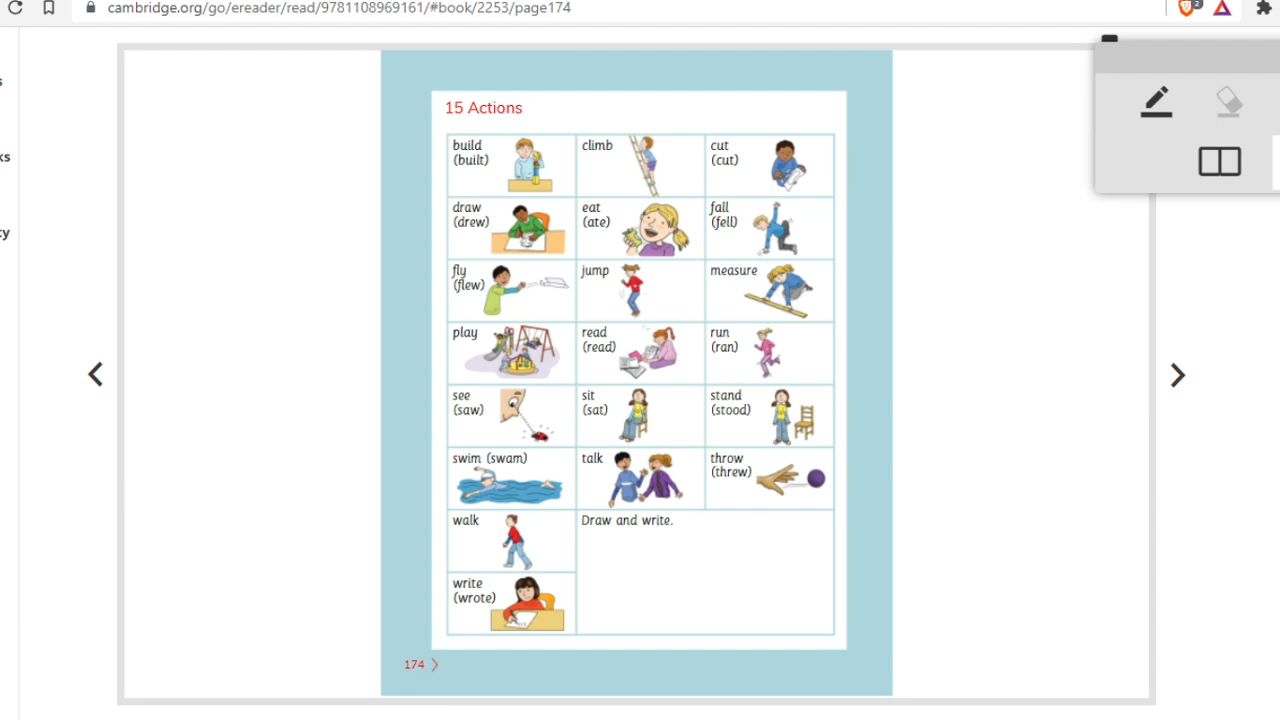 cambridge.org/go/ereader/read/9781108969161/#book/2253/page174
2
15 Actions
build
(built)
climb
cut
(cut)
draw
(drew)
eat
(ate)
fall
(fell)
fly
(flew)
jump
measure
play
read
(read)
run
(ran)
see
(saw)
sit
(sat)
stand
(stood)
swim (swam)
talk
throw
(threw)
walk
Draw and write.
write
(wrote)
174